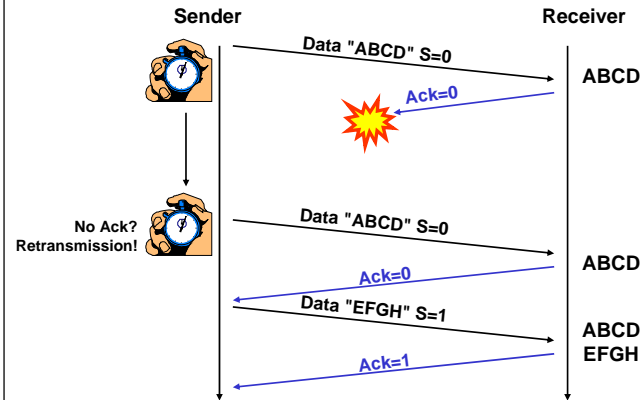 Sender
Receiver
Data "ABCD" S=0
ABCD
Ack=0
No Ack?
Retransmission!
Data "ABCD" S=0
ABCD
Ack=0
Data "EFGH" S=1
ABCD
EFGH
Ack=1